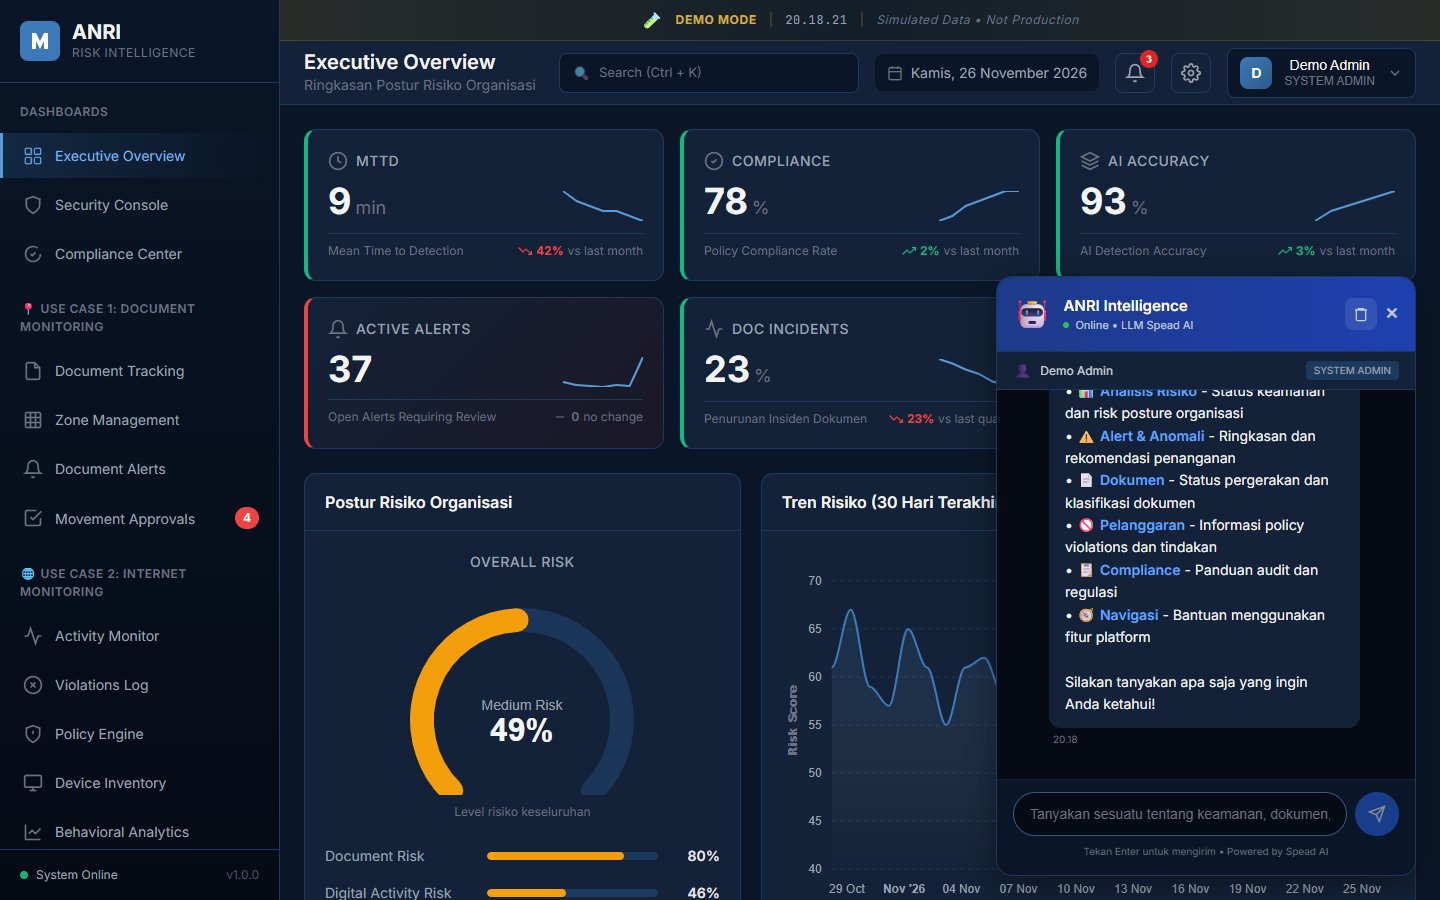 M
ANRI
RISK INTELLIGENCE
DASHBOARDS
Executive Overview
Security Console
Compliance Center
USE CASE 1: DOCUMENT
MONITORING
Document Tracking
Zone Management
Document Alerts
Movement Approvals
4
USE CASE 2: INTERNET
MONITORING
Activity Monitor
Violations Log
Policy Engine
Device Inventory
Behavioral Analytics
System Online
v1.0.0
DEMO MODE
20.18.21
Simulated Data • Not Production
Executive Overview
Ringkasan Postur Risiko Organisasi
Search (Ctrl + K)
Kamis, 26 November 2026
3
D
Demo Admin
SYSTEM ADMIN
MTTD
9 min
Mean Time to Detection
42% vs last month
COMPLIANCE
78 %
Policy Compliance Rate
2% vs last month
AI ACCURACY
93 %
AI Detection Accuracy
3% vs last month
ACTIVE ALERTS
37
Open Alerts Requiring Review
— 0 no change
DOC INCIDENTS
23 %
Penurunan Insiden Dokumen
23% vs last qua
Postur Risiko Organisasi
OVERALL RISK
Medium Risk
49%
Level risiko keseluruhan
Document Risk
80%
Digital Activity Risk
46%
Tren Risiko (30 Hari Terakhi
Risk Score
70
65
60
55
50
45
40
29 Oct
Nov '26
04 Nov
07 Nov
10 Nov
13 Nov
16 Nov
19 Nov
22 Nov
25 Nov
ANRI Intelligence
Online • LLM Spead AI
Demo Admin
SYSTEM ADMIN
• Analisis Risiko - Status keamanan
dan risk posture organisasi
• Alert & Anomali - Ringkasan dan
rekomendasi penanganan
• Dokumen - Status pergerakan dan
klasifikasi dokumen
• Pelanggaran - Informasi policy
violations dan tindakan
• Compliance - Panduan audit dan
regulasi
• Navigasi - Bantuan menggunakan
fitur platform
Silakan tanyakan apa saja yang ingin
Anda ketahui!
20.18
Tanyakan sesuatu tentang keamanan, dokumen,
Tekan Enter untuk mengirim • Powered by Spead AI